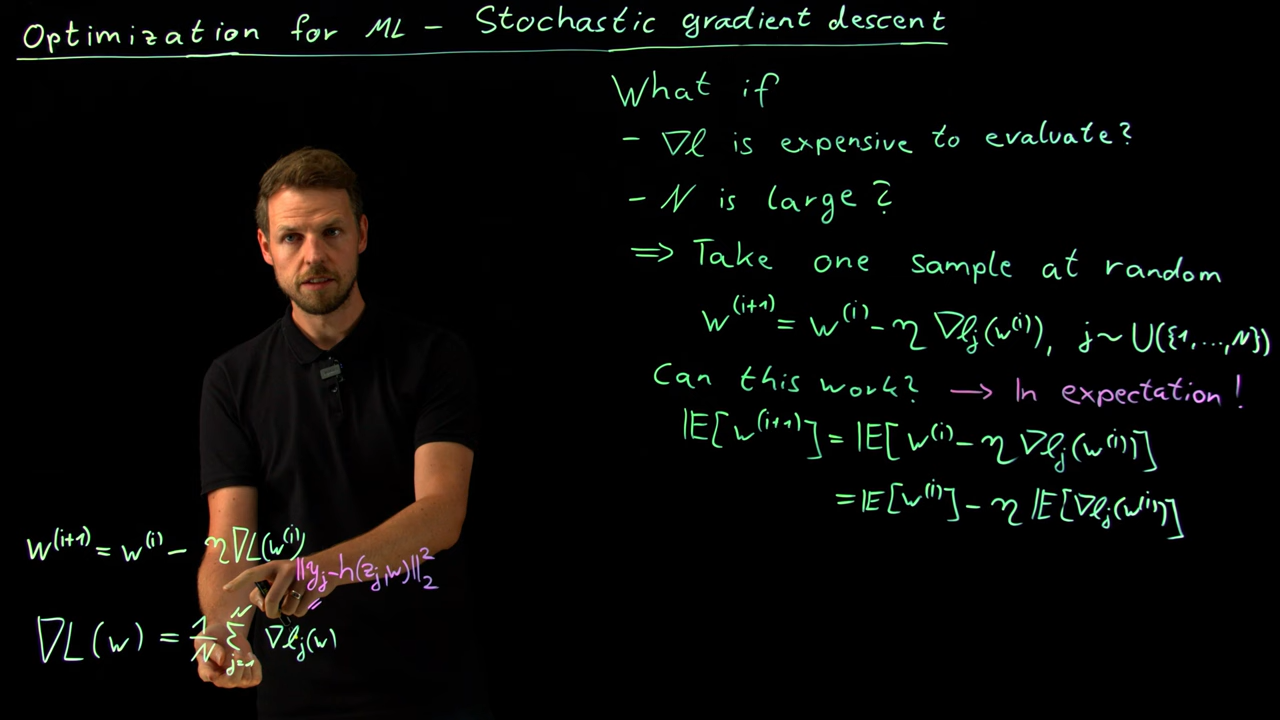 Optimization for ML – Stochastic gradient descent
What if
- ∇ℓ is expensive to evaluate?
- N is large?
⇒ Take one sample at random
w^(i+1) = w^(i) - η ∇ℓ_j(w^(i)), j ~ U({1,...,N})
Can this work? → In expectation!
𝔼[w^(i+1)] = 𝔼[w^(i) - η ∇ℓ_j(w^(i))]
= 𝔼[w^(i)] - η 𝔼[∇ℓ_j(w^(i))]
w^(i+1) = w^(i) - η∇L(w^(i))
||y_j - h(z_j, w)||_2^2
∇L(w) = 1/N Σ_{j=1}^N ∇ℓ_j(w)